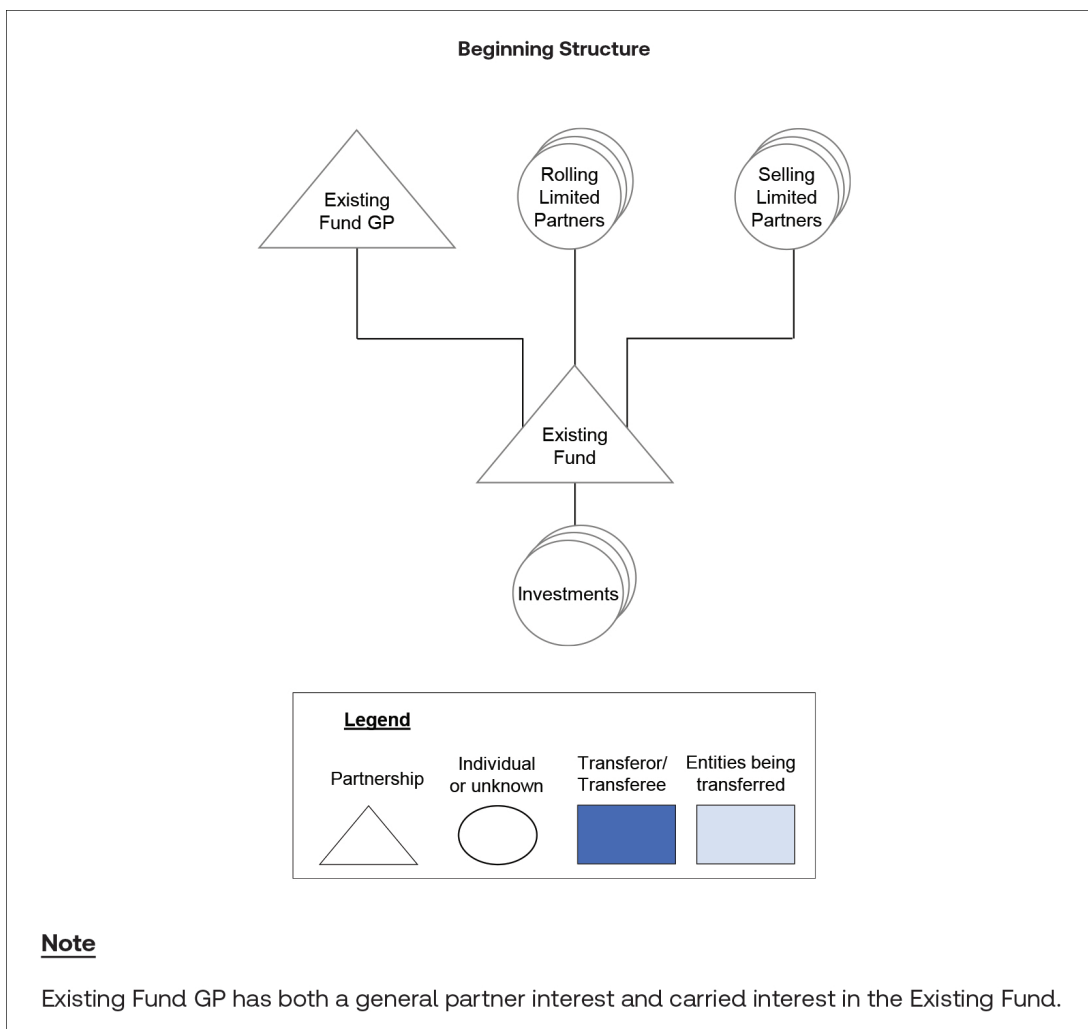 Beginning Structure
Existing
Fund GP
Rolling
Limited
Partners
Selling
Limited
Partners
Existing
Fund
Investments
Legend
Partnership
Individual
or unknown
Transferor/
Transferee
Entities being
transferred
Note
Existing Fund GP has both a general partner interest and carried interest in the Existing Fund.